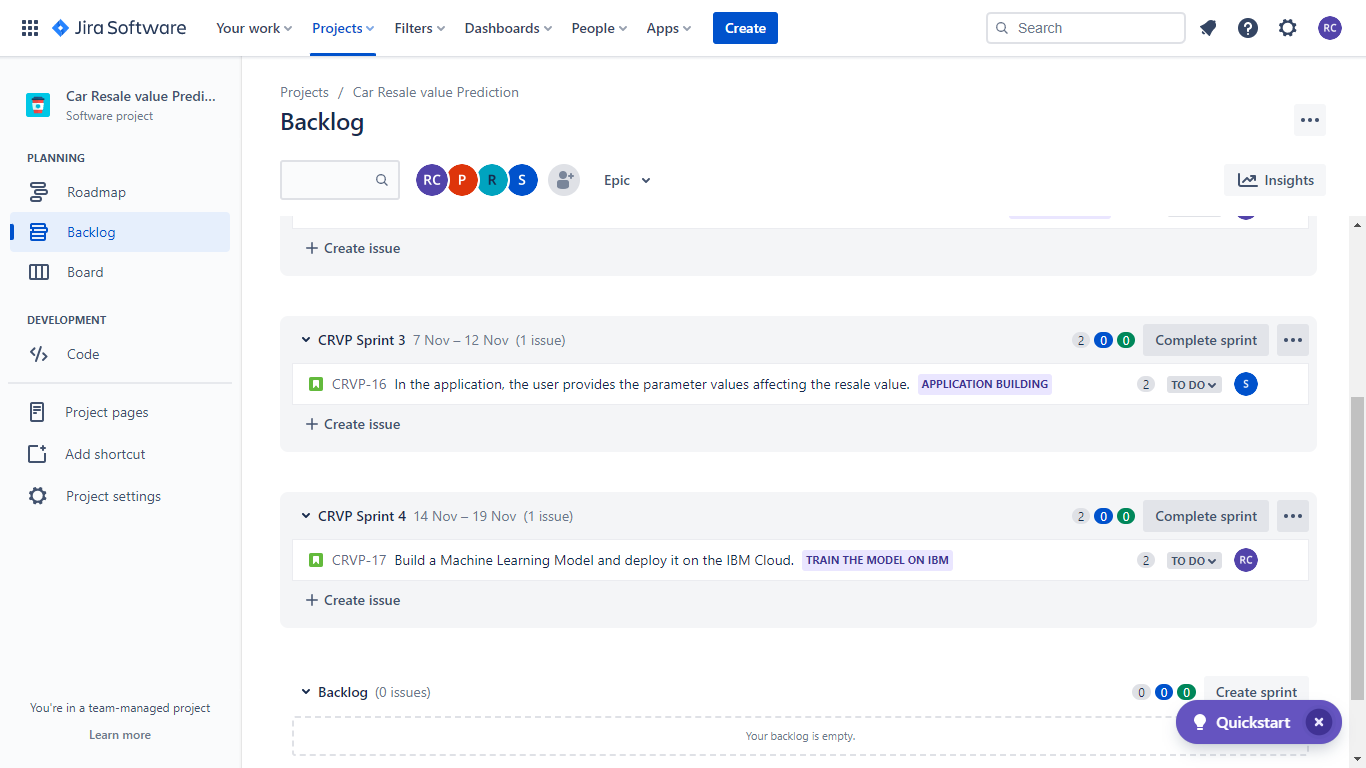 Jira Software Your work Projects Filters Dashboards People Apps Create Search RC
Car Resale value Predi...
Software project
PLANNING
Roadmap
Backlog
Board
DEVELOPMENT
Code
Project pages
Add shortcut
Project settings
You're in a team-managed project
Learn more
Projects / Car Resale value Prediction
Backlog
RC P R S Epic Insights
Create issue
CRVP Sprint 3 7 Nov – 12 Nov (1 issue) 2 0 0 Complete sprint
CRVP-16 In the application, the user provides the parameter values affecting the resale value. APPLICATION BUILDING 2 TO DO S
Create issue
CRVP Sprint 4 14 Nov – 19 Nov (1 issue) 2 0 0 Complete sprint
CRVP-17 Build a Machine Learning Model and deploy it on the IBM Cloud. TRAIN THE MODEL ON IBM 2 TO DO RC
Create issue
Backlog (0 issues) 0 0 0 Create sprint
Your backlog is empty.
Quickstart